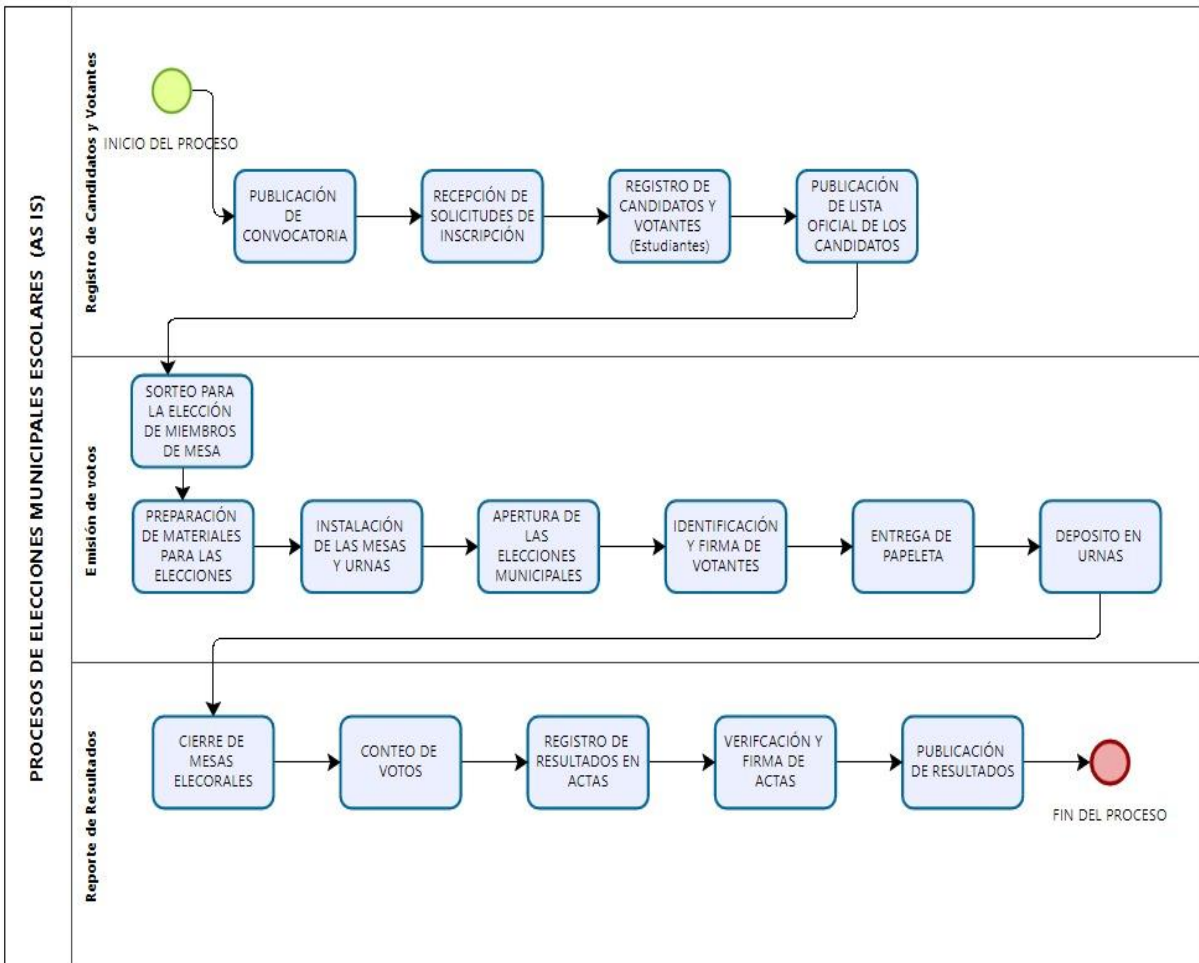 PROCESOS DE ELECCIONES MUNICIPALES ESCOLARES (AS IS)
Registro de Candidatos y Votantes
INICIO DEL PROCESO
PUBLICACIÓN
DE
CONVOCATORIA
RECEPCIÓN DE
SOLICITUDES DE
INSCRIPCIÓN
REGISTRO DE
CANDIDATOS Y
VOTANTES
(Estudiantes)
PUBLICACIÓN
DE LISTA
OFICIAL DE LOS
CANDIDATOS
Emisión de votos
SORTEO PARA
LA ELECCIÓN
DE MIEMBROS
DE MESA
PREPARACIÓN
DE MATERIALES
PARA LAS
ELECCIONES
INSTALACIÓN
DE LAS MESAS
Y URNAS
APERTURA DE
LAS
ELECCIONES
MUNICIPALES
IDENTIFICACIÓN
Y FIRMA DE
VOTANTES
ENTREGA DE
PAPELETA
DEPOSITO EN
URNAS
Reporte de Resultados
CIERRE DE
MESAS
ELECORALES
CONTEO DE
VOTOS
REGISTRO DE
RESULTADOS EN
ACTAS
VERIFCACIÓN Y
FIRMA DE
ACTAS
PUBLICACIÓN
DE RESULTADOS
FIN DEL PROCESO